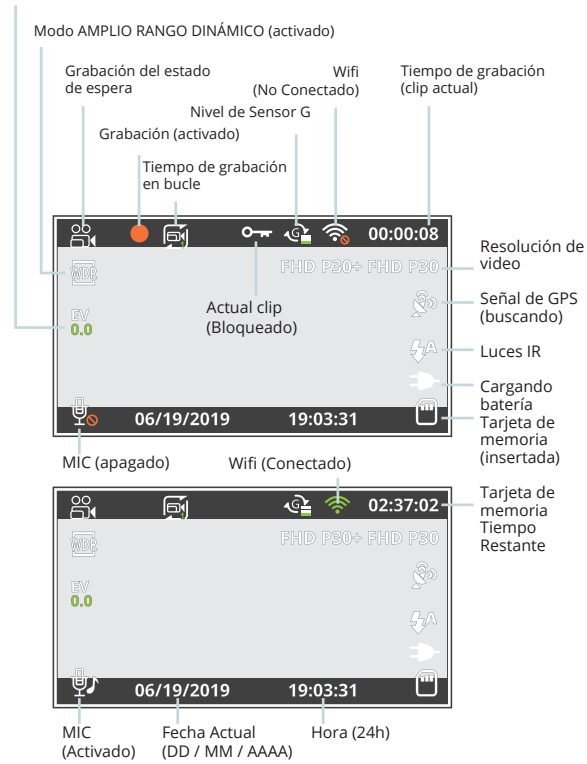 Modo AMPLIO RANGO DINÁMICO (activado)
Grabación del estado
de espera
Wifi
(No Conectado)
Tiempo de grabación
(clip actual)
Nivel de Sensor G
Grabación (activado)
Tiempo de grabación
en bucle
G
00:00:08
WDR
FHD P30+ FHD P30
Resolución de
video
Señal de GPS
(buscando)
Actual clip
(Bloqueado)
EV
0.0
A
Luces IR
Cargando
batería
06/19/2019
19:03:31
Tarjeta de
memoria
(insertada)
MIC (apagado)
Wifi (Conectado)
G
02:37:02
Tarjeta de
memoria
Tiempo
Restante
WDR
FHD P30+ FHD P30
EV
0.0
A
06/19/2019
19:03:31
MIC
(Activado)
Fecha Actual
(DD / MM / AAAA)
Hora (24h)